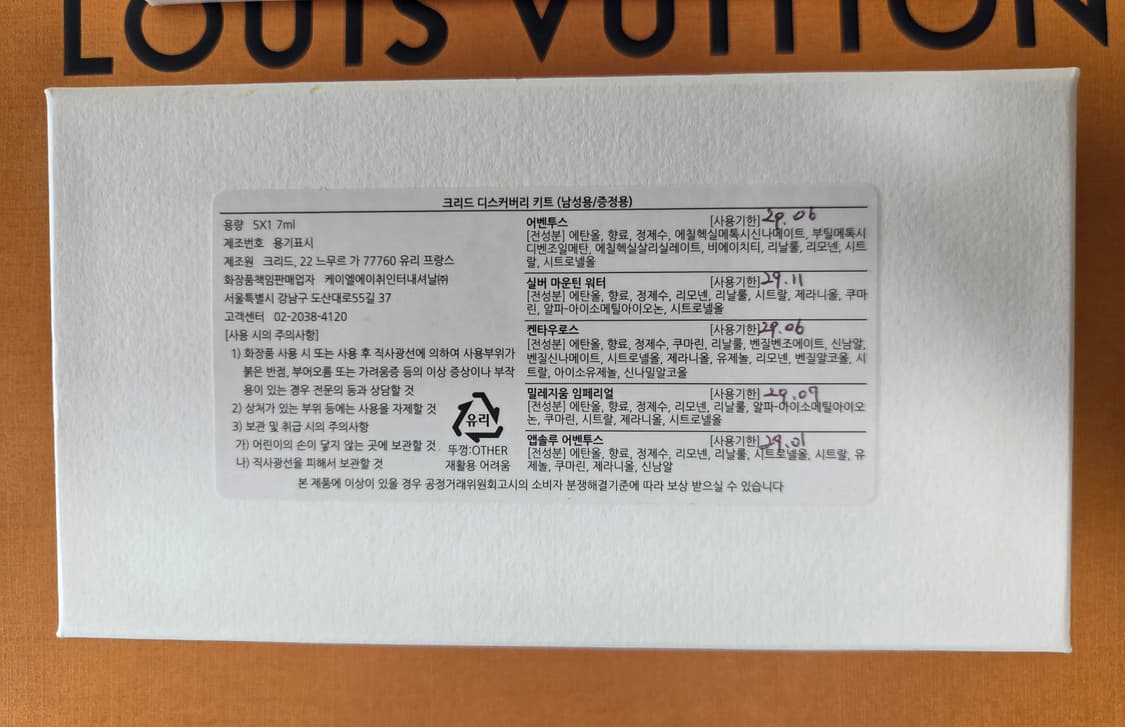 LOUIS VUITTON
크리드 디스커버리 키트 (남성용/증정용)
용량 5X1 7ml
제조번호 용기표시
제조원 크리드, 22 느무르 가 77760 유리 프랑스
화장품책임판매업자 케이엘에이취인터내셔날㈜
서울특별시 강남구 도산대로55길 37
고객센터 02-2038-4120
[사용 시의 주의사항]
1) 화장품 사용 시 또는 사용 후 직사광선에 의하여 사용부위가
붉은 반점, 부어오름 또는 가려움증 등의 이상 증상이나 부작
용이 있는 경우 전문의 등과 상담할 것
2) 상처가 있는 부위 등에는 사용을 자제할 것
3) 보관 및 취급 시의 주의사항
가) 어린이의 손이 닿지 않는 곳에 보관할 것
나) 직사광선을 피해서 보관할 것
유리
뚜껑:OTHER
재활용 어려움
어벤투스 [사용기한] 29.06
[전성분] 에탄올, 향료, 정제수, 에칠헥실메톡시신나메이트, 부틸메톡시
디벤조일메탄, 에칠헥실살리실레이트, 비에이치티, 리날룰, 리모넨, 시트
랄, 시트로넬올
실버 마운틴 워터 [사용기한] 29.11
[전성분] 에탄올, 향료, 정제수, 리모넨, 리날룰, 시트랄, 제라니올, 쿠마
린, 알파-아이소메틸아이오논, 시트로넬올
켄타우로스 [사용기한] 29.06
[전성분] 에탄올, 향료, 정제수, 쿠마린, 리날룰, 벤질벤조에이트, 신남알,
벤질신나메이트, 시트로넬올, 제라니올, 유제놀, 리모넨, 벤질알코올, 시
트랄, 아이소유제놀, 신나밀알코올
밀레지움 임페리얼 [사용기한] 29.09
[전성분] 에탄올, 향료, 정제수, 리모넨, 리날룰, 알파-아이소메틸아이오
논, 쿠마린, 시트랄, 제라니올, 시트로넬올
앱솔루 어벤투스 [사용기한] 29.01
[전성분] 에탄올, 향료, 정제수, 리모넨, 리날룰, 시트로넬올, 시트랄, 유
제놀, 쿠마린, 제라니올, 신남알
본 제품에 이상이 있을 경우 공정거래위원회고시의 소비자 분쟁해결기준에 따라 보상 받으실 수 있습니다